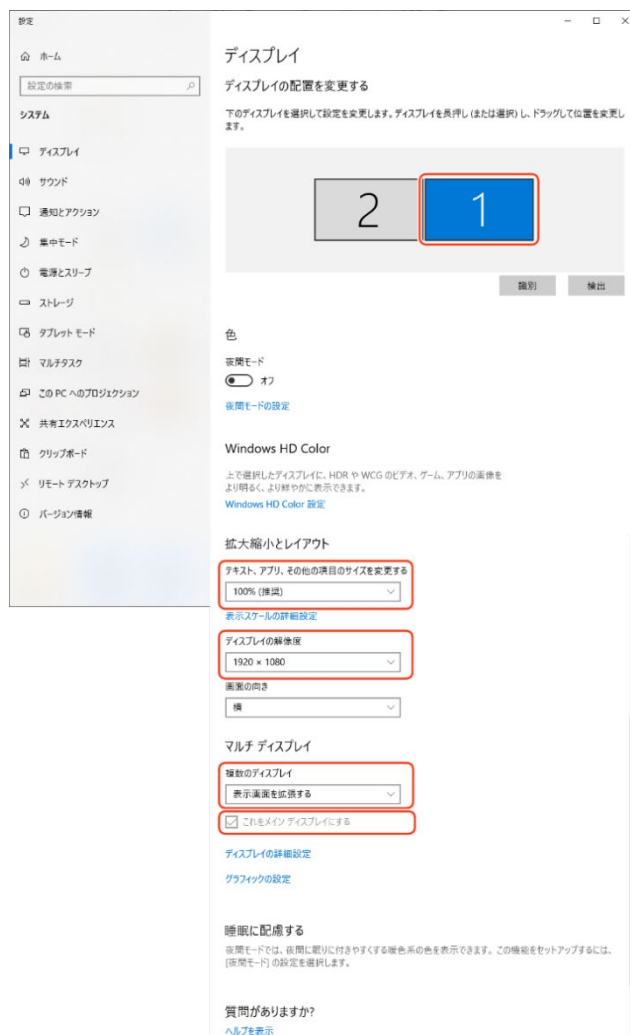 設定
ホーム
設定の検索
システム
ディスプレイ
サウンド
通知とアクション
集中モード
電源とスリープ
ストレージ
タブレット モード
マルチタスク
この PC へのプロジェクション
共有エクスペリエンス
クリップボード
リモート デスクトップ
バージョン情報
ディスプレイ
ディスプレイの配置を変更する
下のディスプレイを選択して設定を変更します。ディスプレイを長押し (または選択) し、ドラッグして位置を変更し
ます。
2
1
識別
検出
色
夜間モード
オフ
夜間モードの設定
Windows HD Color
上で選択したディスプレイに、HDR や WCG のビデオ、ゲーム、アプリの画像を
より明るく、より鮮やかに表示できます。
Windows HD Color 設定
拡大縮小とレイアウト
テキスト、アプリ、その他の項目のサイズを変更する
100% (推奨)
表示スケールの詳細設定
ディスプレイの解像度
1920 × 1080
画面の向き
横
マルチ ディスプレイ
複数のディスプレイ
表示画面を拡張する
これをメイン ディスプレイにする
ディスプレイの詳細設定
グラフィックの設定
睡眠に配慮する
夜間モードでは、夜間に眠りに付きやすくする暖色系の色を表示できます。この機能をセットアップするには、
[夜間モード] の設定を選択します。
質問がありますか?
ヘルプを表示